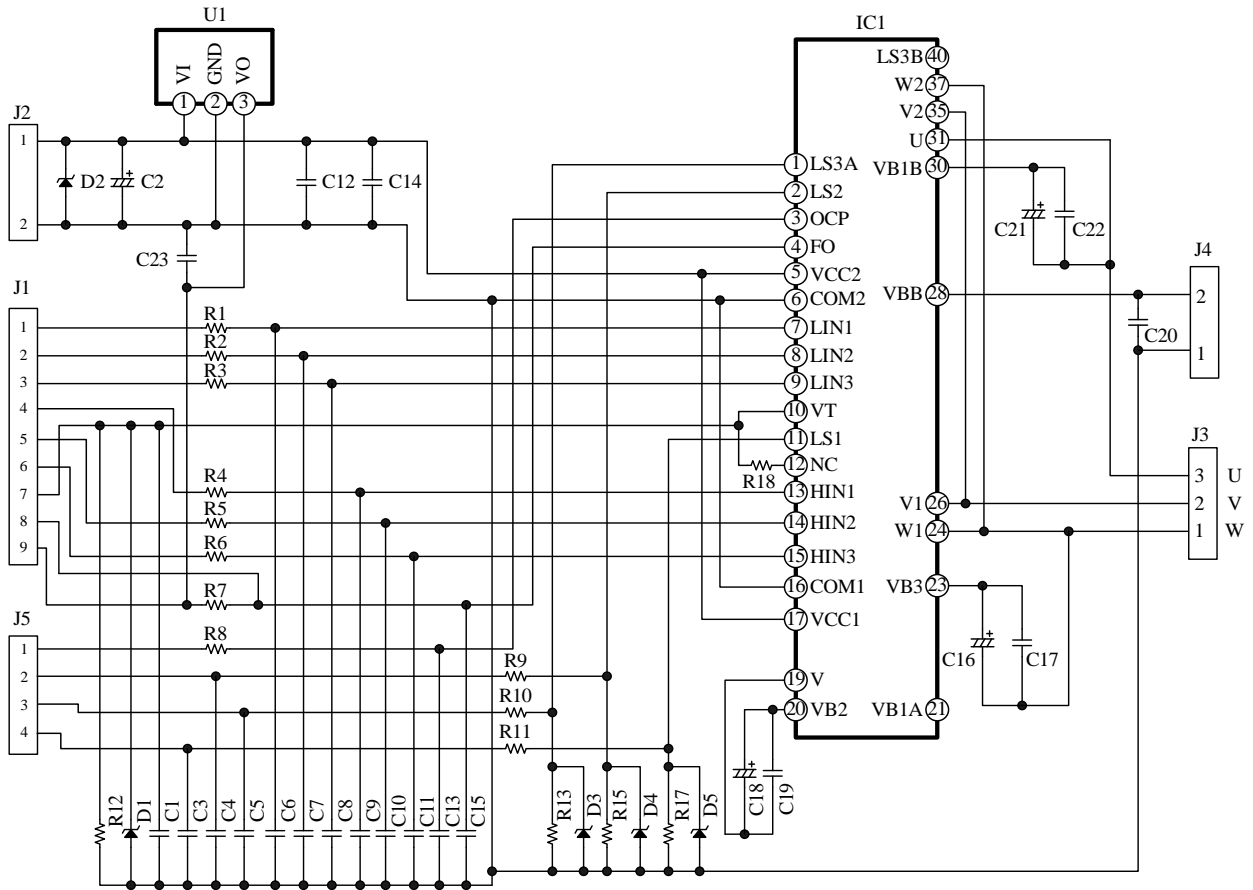 U1
VI
GND
VO
1
2
3
J2
1
2
D2
C2
C12
C14
C23
IC1
LS3B
40
W2
37
V2
35
U
31
VB1B
30
1
LS3A
2
LS2
3
OCP
4
FO
5
VCC2
6
COM2
7
LIN1
8
LIN2
9
LIN3
10
VT
11
LS1
12
NC
13
HIN1
14
HIN2
15
HIN3
16
COM1
17
VCC1
19
V
20
VB2
VBB
28
V1
26
W1
24
VB3
23
VB1A
21
C21
C22
J4
2
1
C20
J3
3
U
2
V
1
W
C16
C17
J1
1
2
3
4
5
6
7
8
9
R1
R2
R3
R4
R5
R6
R7
R18
J5
1
2
3
4
R8
R9
R10
R11
R12
D1
C1
C3
C4
C5
C6
C7
C8
C9
C10
C11
C13
C15
R13
D3
R15
D4
R17
D5
C18
C19